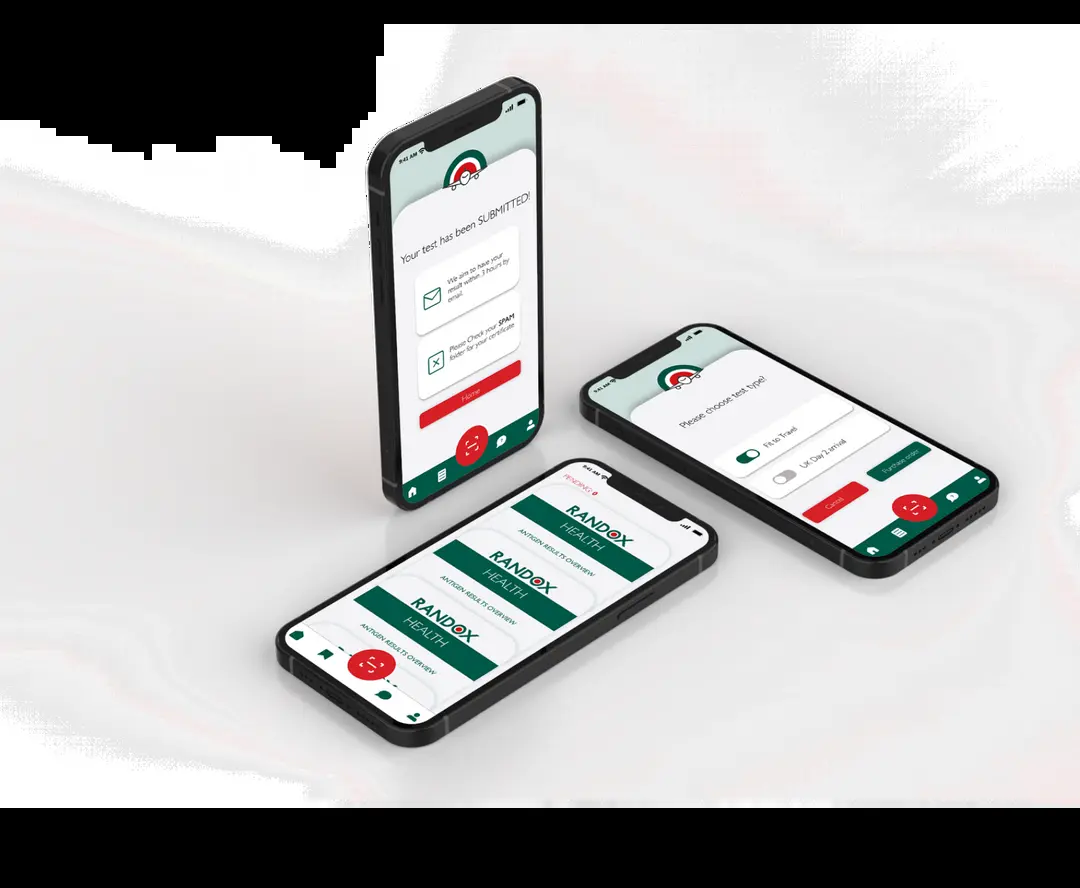 9:41 AM
Your test has been SUBMITTED!
We aim to have your
result within 3 hours by
email.
Please Check your SPAM
folder for your certificate
Home
9:41 AM
Please choose test type?
Fit to Travel
UK Day 2 arrival
Cancel
Purchase order
9:41 AM
PENDING: 0
RANDOX
HEALTH
ANTIGEN RESULTS OVERVIEW
RANDOX
HEALTH
ANTIGEN RESULTS OVERVIEW
RANDOX
HEALTH
ANTIGEN RESULTS OVERVIEW